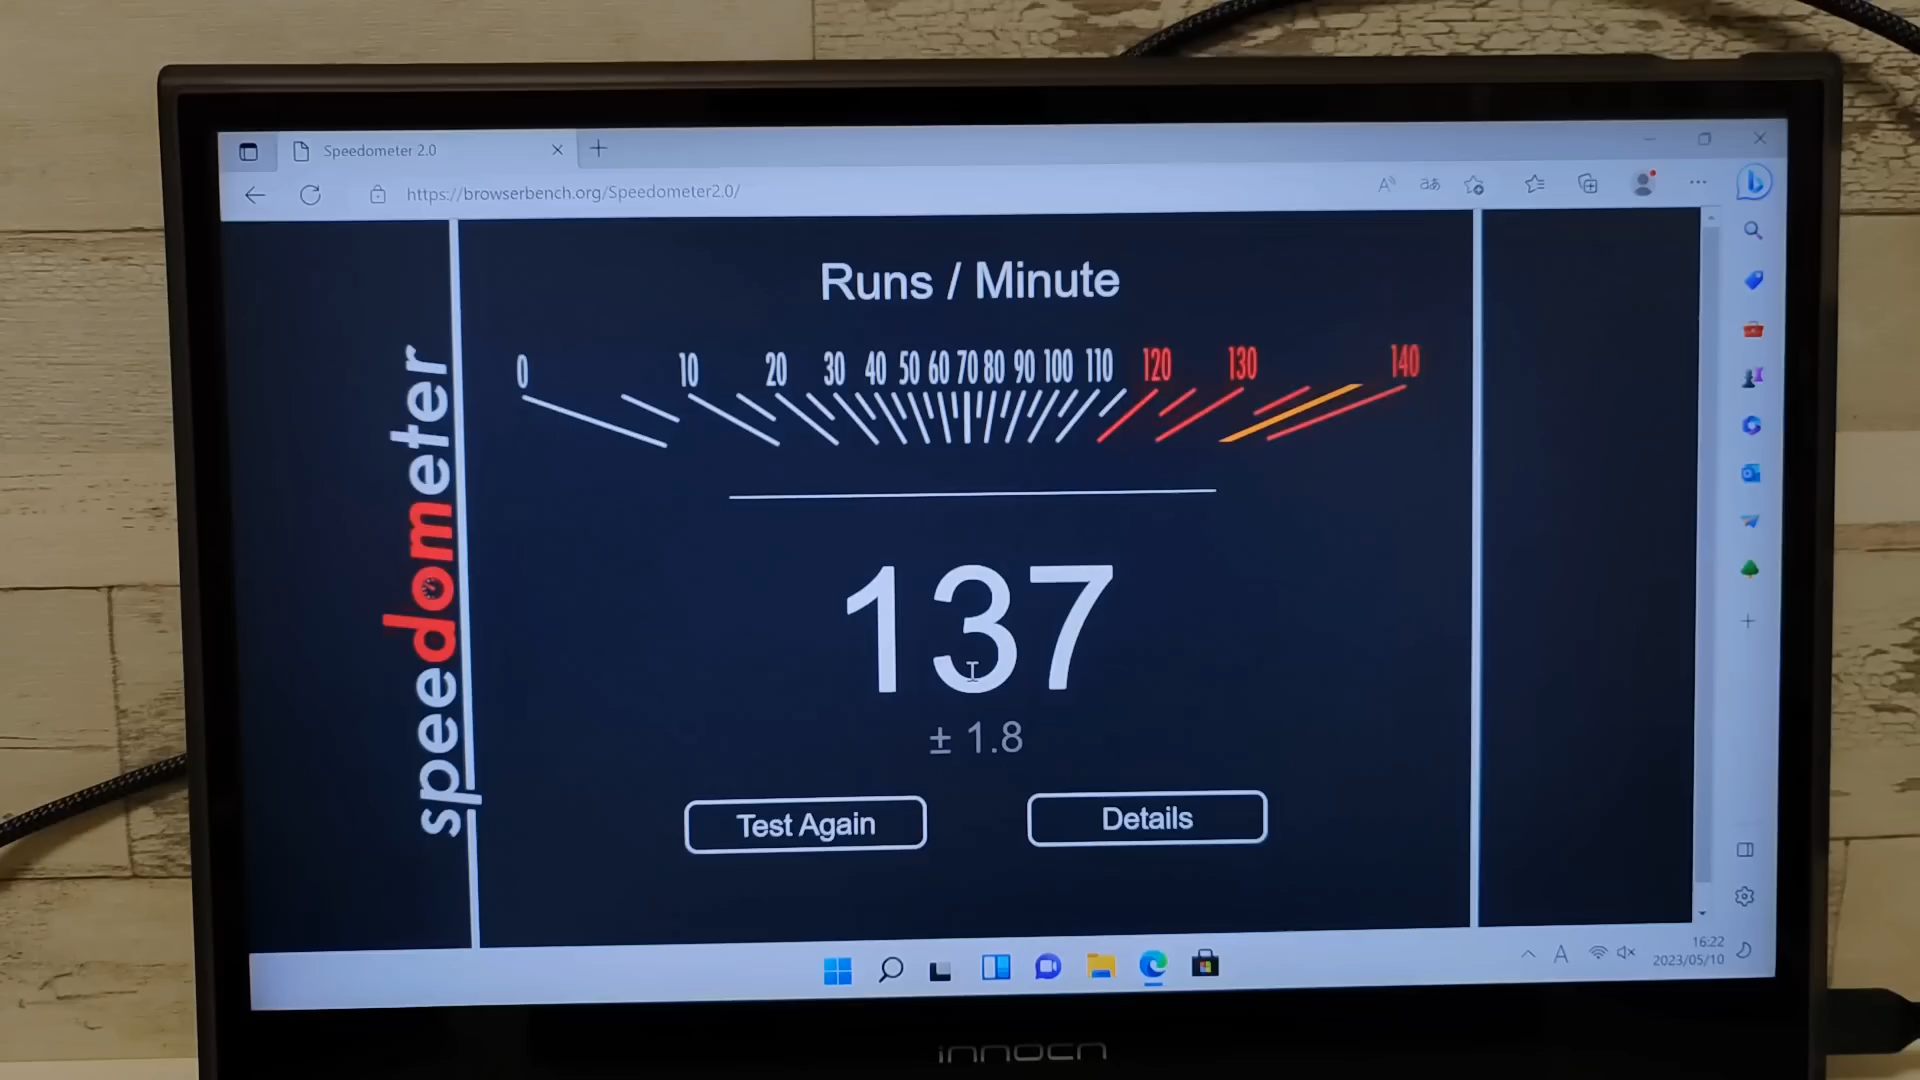 Speedometer 2.0
https://browserbench.org/Speedometer2.0/
A ああ
Runs / Minute
0 10 20 30 40 50 60 70 80 90 100 110 120 130 140
speedometer
137
± 1.8
Test Again Details
A
16:22
2023/05/10
INNOCN